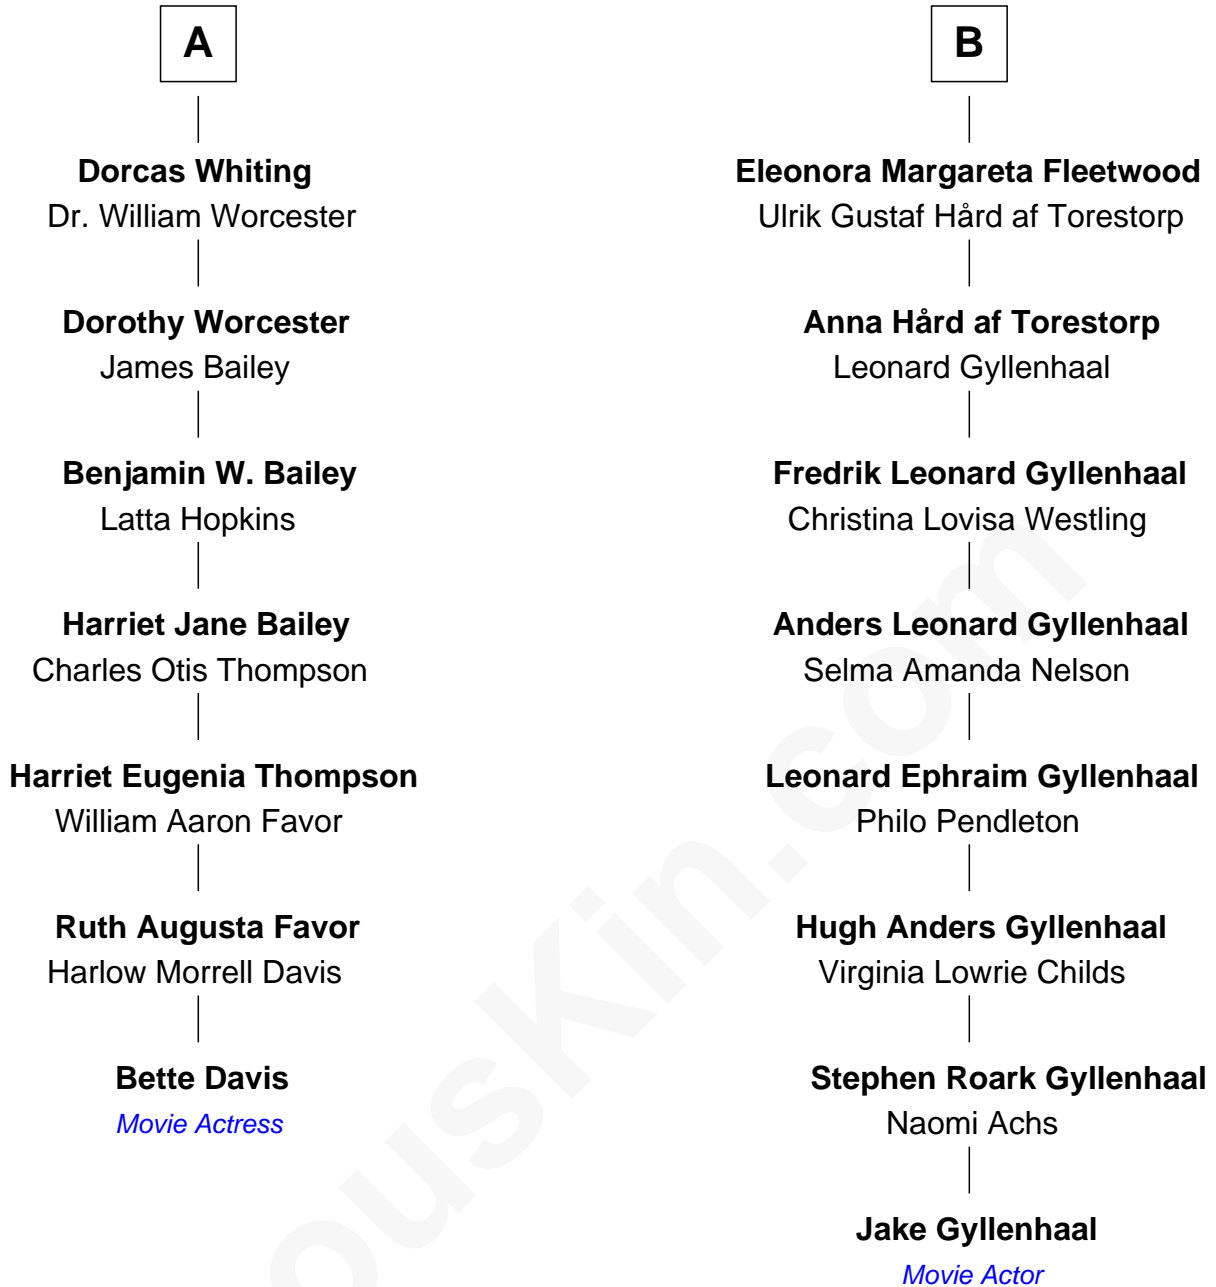 A
Dorcas Whiting
Dr. William Worcester
Dorothy Worcester
James Bailey
Benjamin W. Bailey
Latta Hopkins
Harriet Jane Bailey
Charles Otis Thompson
Harriet Eugenia Thompson
William Aaron Favor
Ruth Augusta Favor
Harlow Morrell Davis
Bette Davis
Movie Actress
B
Eleonora Margareta Fleetwood
Ulrik Gustaf Hård af Torestorp
Anna Hård af Torestorp
Leonard Gyllenhaal
Fredrik Leonard Gyllenhaal
Christina Lovisa Westling
Anders Leonard Gyllenhaal
Selma Amanda Nelson
Leonard Ephraim Gyllenhaal
Philo Pendleton
Hugh Anders Gyllenhaal
Virginia Lowrie Childs
Stephen Roark Gyllenhaal
Naomi Achs
Jake Gyllenhaal
Movie Actor
ousKin.com